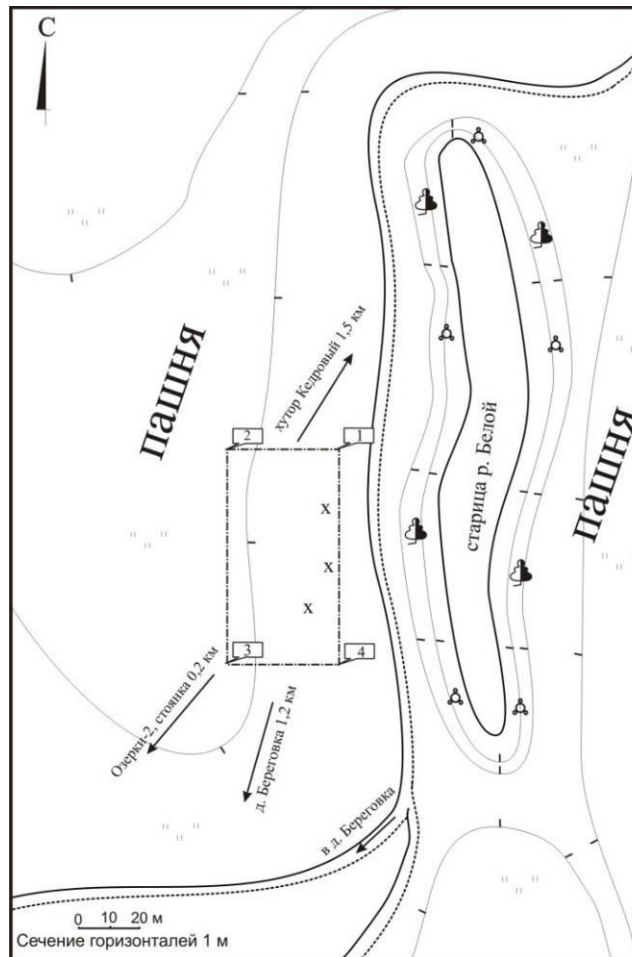 С
хутор Кедровый 1,5 км
пашня
пашня
2
1
х
старица р. Белой
х
х
3
4
Озерки-2, стоянка 0,2 км
д. Береговка 1,2 км
в д. Береговка
0 10 20 м
Сечение горизонталей 1 м